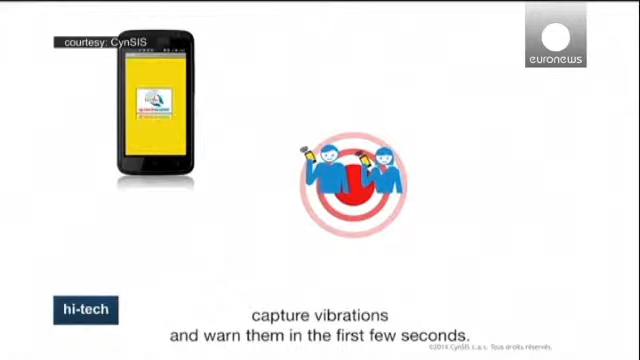 courtesy: CynSIS
euronews
hi-tech
capture vibrations
and warn them in the first few seconds.
©2014 CynSIS s.a.s. Tous droits réservés.